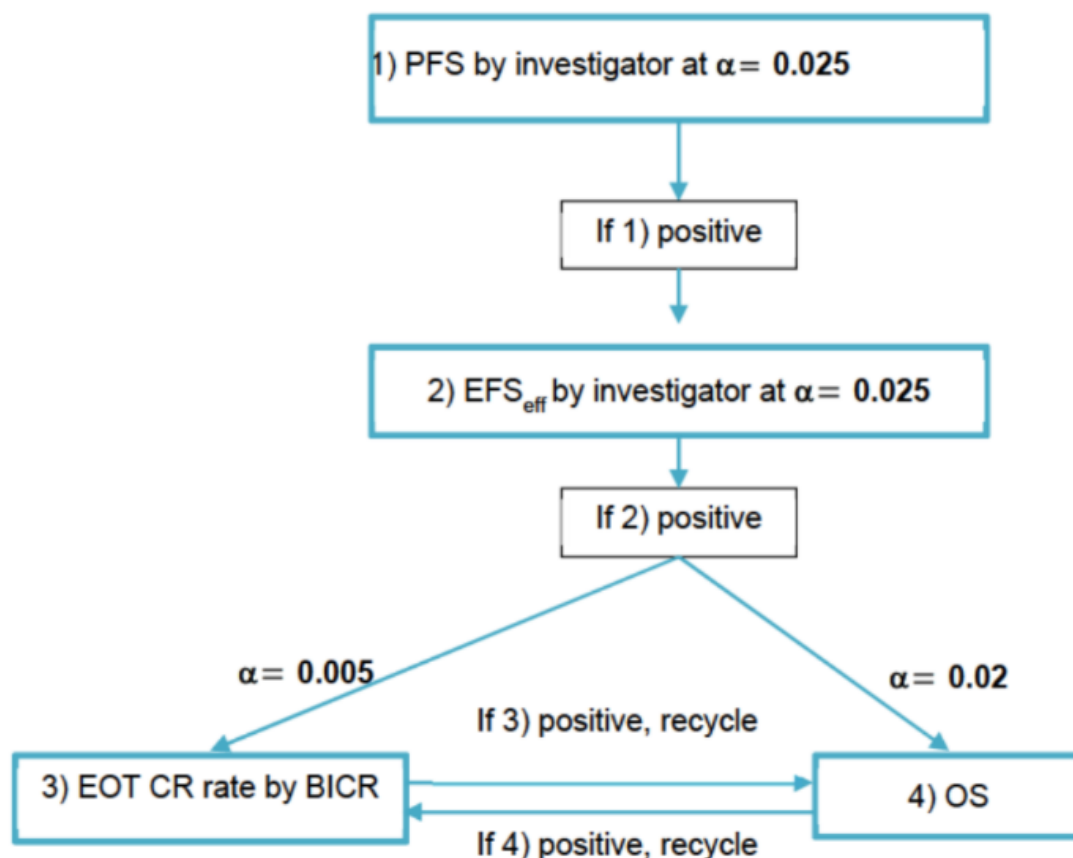 1) PFS by investigator at α= 0.025
If 1) positive
2) EFSeff by investigator at α= 0.025
If 2) positive
α= 0.005
α= 0.02
If 3) positive, recycle
3) EOT CR rate by BICR
4) OS
If 4) positive, recycle